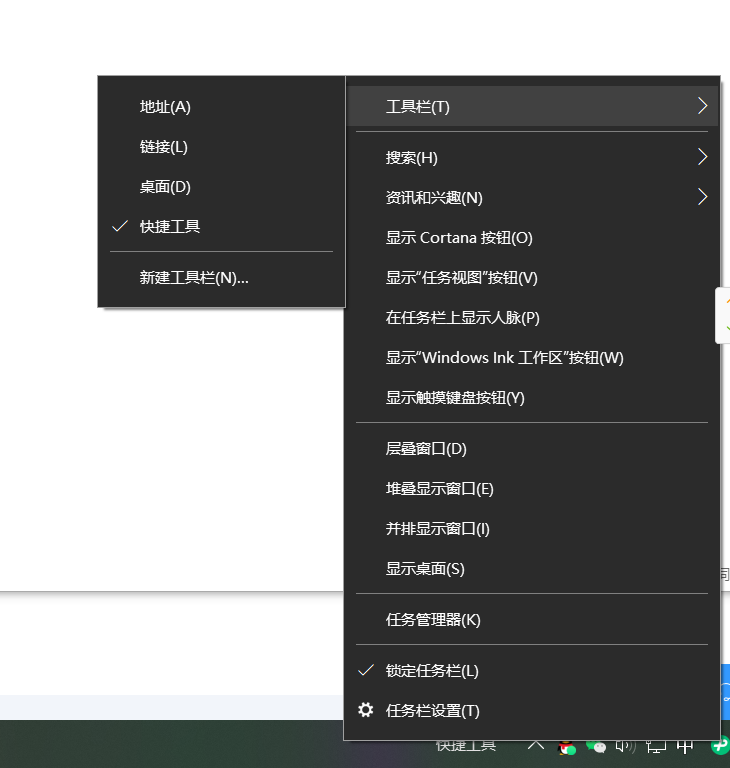 地址(A)
链接(L)
桌面(D)
快捷工具
新建工具栏(N)...
工具栏(T)
搜索(H)
资讯和兴趣(N)
显示 Cortana 按钮(O)
显示“任务视图”按钮(V)
在任务栏上显示人脉(P)
显示“Windows Ink 工作区”按钮(W)
显示触摸键盘按钮(Y)
层叠窗口(D)
堆叠显示窗口(E)
并排显示窗口(I)
显示桌面(S)
任务管理器(K)
锁定任务栏(L)
任务栏设置(T)
快捷工具
中